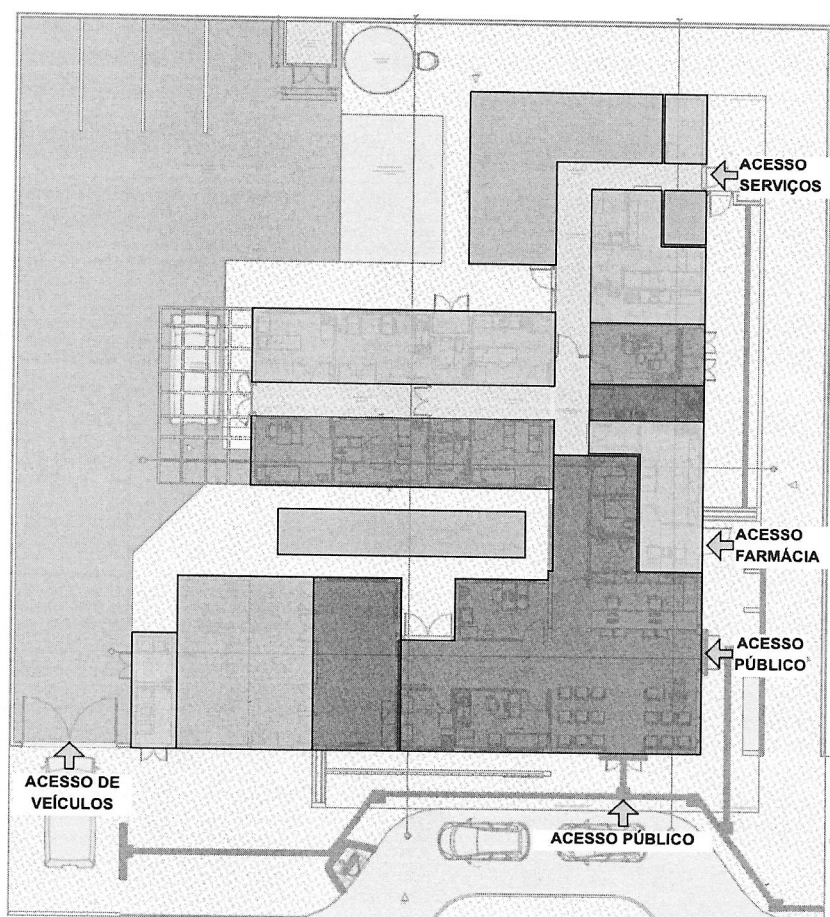 ACESSO
SERVIÇOS
ACESSO
FARMÁCIA
ACESSO
PÚBLICO
ACESSO DE
VEÍCULOS
ACESSO PÚBLICO